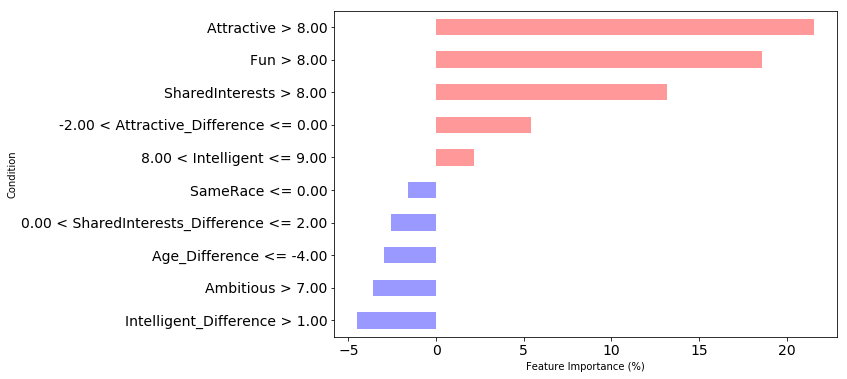 Attractive > 8.00
Fun > 8.00
SharedInterests > 8.00
-2.00 < Attractive_Difference <= 0.00
8.00 < Intelligent <= 9.00
SameRace <= 0.00
0.00 < SharedInterests_Difference <= 2.00
Age_Difference <= -4.00
Ambitious > 7.00
Intelligent_Difference > 1.00
Condition
−5 0 5 10 15 20
Feature Importance (%)